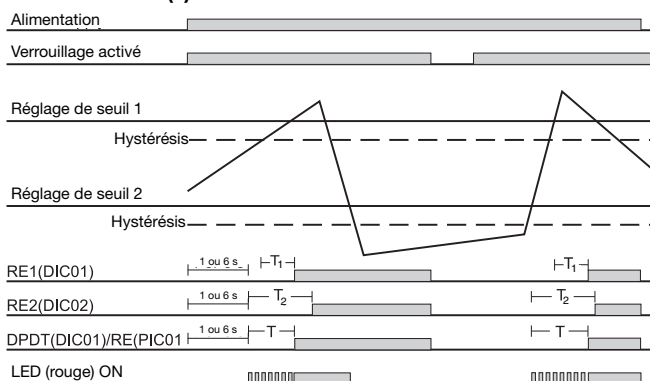 Alimentation
Verrouillage activé
Réglage de seuil 1
Hystérésis
Réglage de seuil 2
Hystérésis
RE1(DIC01) 1 ou 6 s T1 T1
RE2(DIC02) 1 ou 6 s T2 T2
DPDT(DIC01)/RE(PIC01 1 ou 6 s T T
LED (rouge) ON